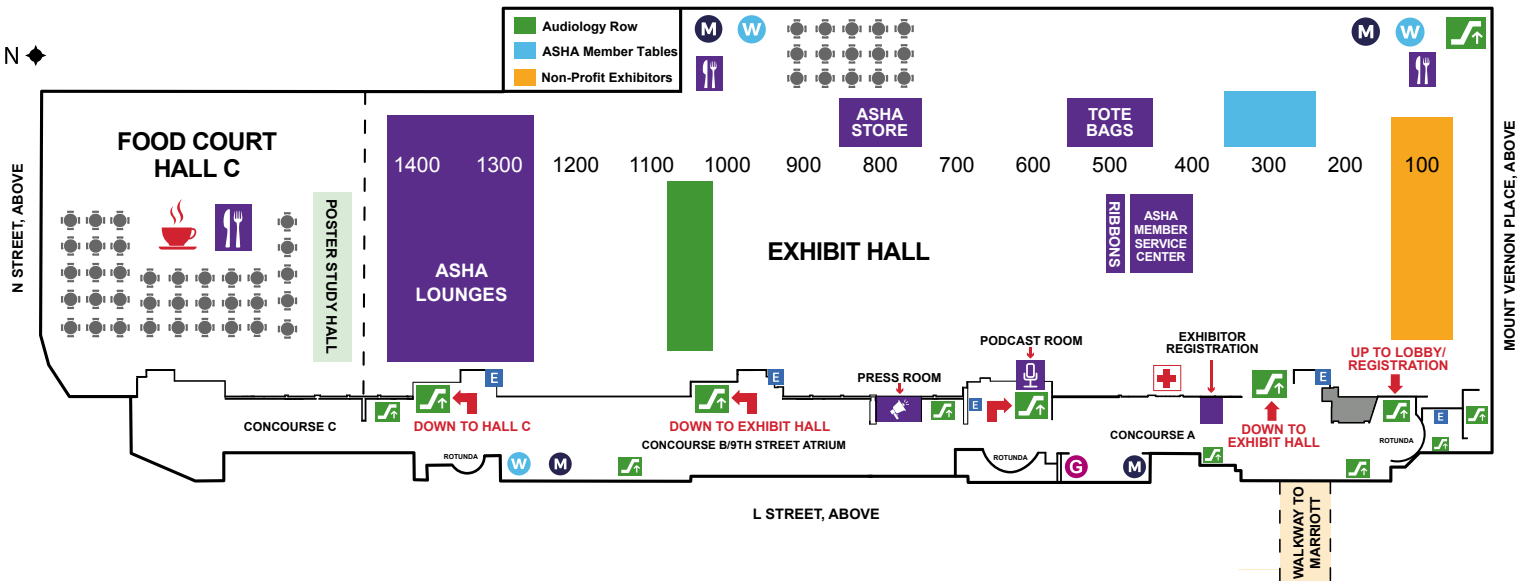 N
Audiology Row
ASHA Member Tables
Non-Profit Exhibitors
M
W
M
W
FOOD COURT
HALL C
ASHA
STORE
TOTE
BAGS
1400
1300
1200
1100
1000
900
800
700
600
500
400
300
200
100
N STREET, ABOVE
MOUNT VERNON PLACE, ABOVE
POSTER STUDY HALL
ASHA
LOUNGES
EXHIBIT HALL
RIBBONS
ASHA
MEMBER
SERVICE
CENTER
PODCAST ROOM
EXHIBITOR
REGISTRATION
UP TO LOBBY/
REGISTRATION
PRESS ROOM
E
E
E
E
E
CONCOURSE C
DOWN TO HALL C
DOWN TO EXHIBIT HALL
CONCOURSE B/9TH STREET ATRIUM
CONCOURSE A
DOWN TO
EXHIBIT HALL
ROTUNDA
ROTUNDA
ROTUNDA
W
M
G
M
L STREET, ABOVE
WALKWAY TO
MARRIOTT